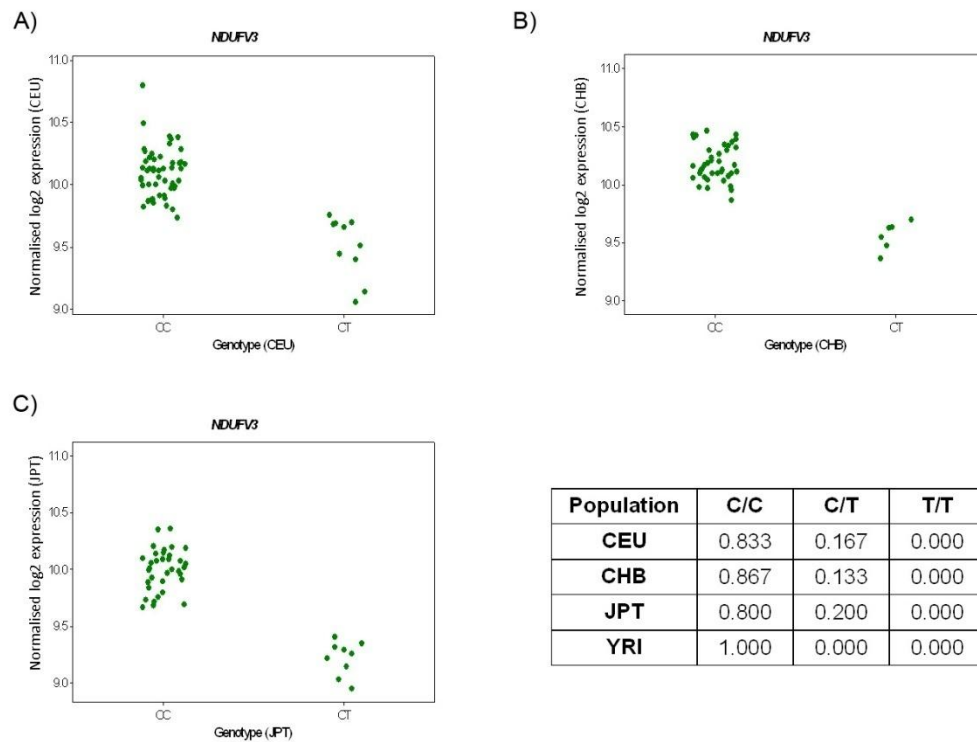 A)
NDUFV3
Normalised log2 expression (CEU)
11.0
10.5
10.0
9.5
9.0
CC
CT
Genotype (CEU)
B)
NDUFV3
Normalised log2 expression (CHB)
11.0
10.5
10.0
9.5
9.0
CC
CT
Genotype (CHB)
C)
NDUFV3
Normalised log2 expression (JPT)
11.0
10.5
10.0
9.5
9.0
CC
CT
Genotype (JPT)
Population C/C C/T T/T
CEU 0.833 0.167 0.000
CHB 0.867 0.133 0.000
JPT 0.800 0.200 0.000
YRI 1.000 0.000 0.000